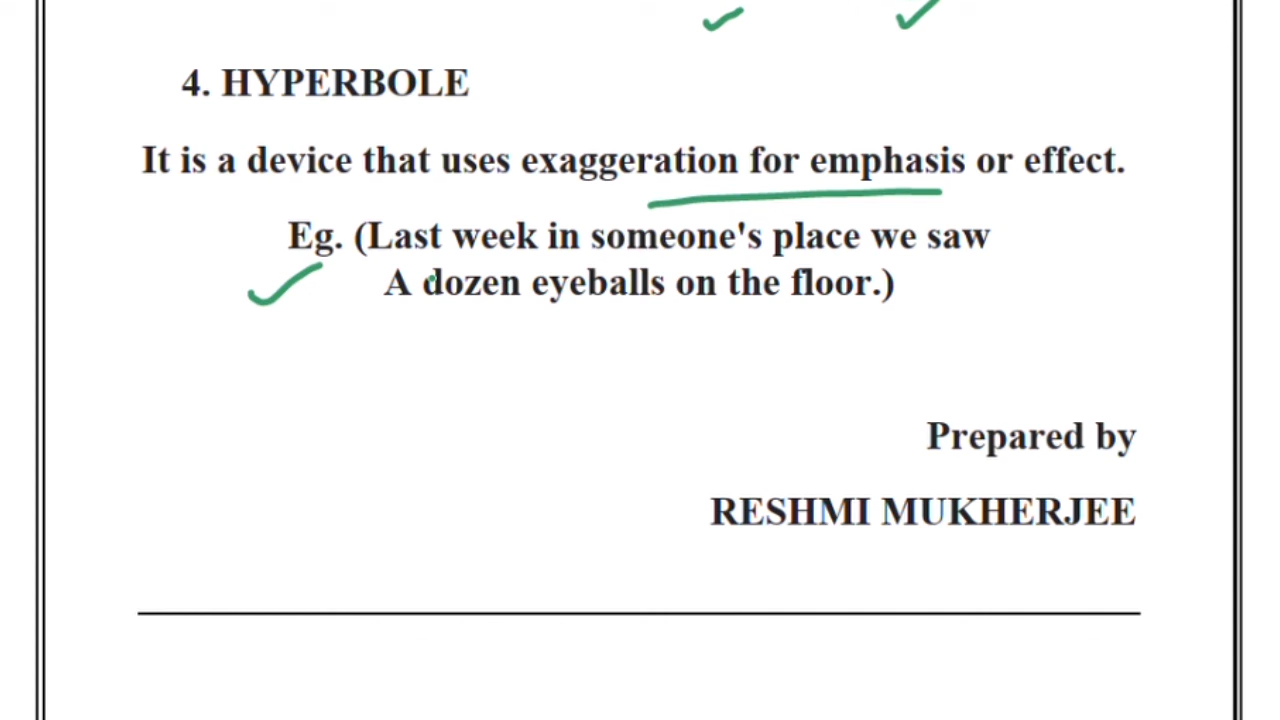 4. HYPERBOLE
It is a device that uses exaggeration for emphasis or effect.
Eg. (Last week in someone's place we saw
A dozen eyeballs on the floor.)
Prepared by
RESHMI MUKHERJEE